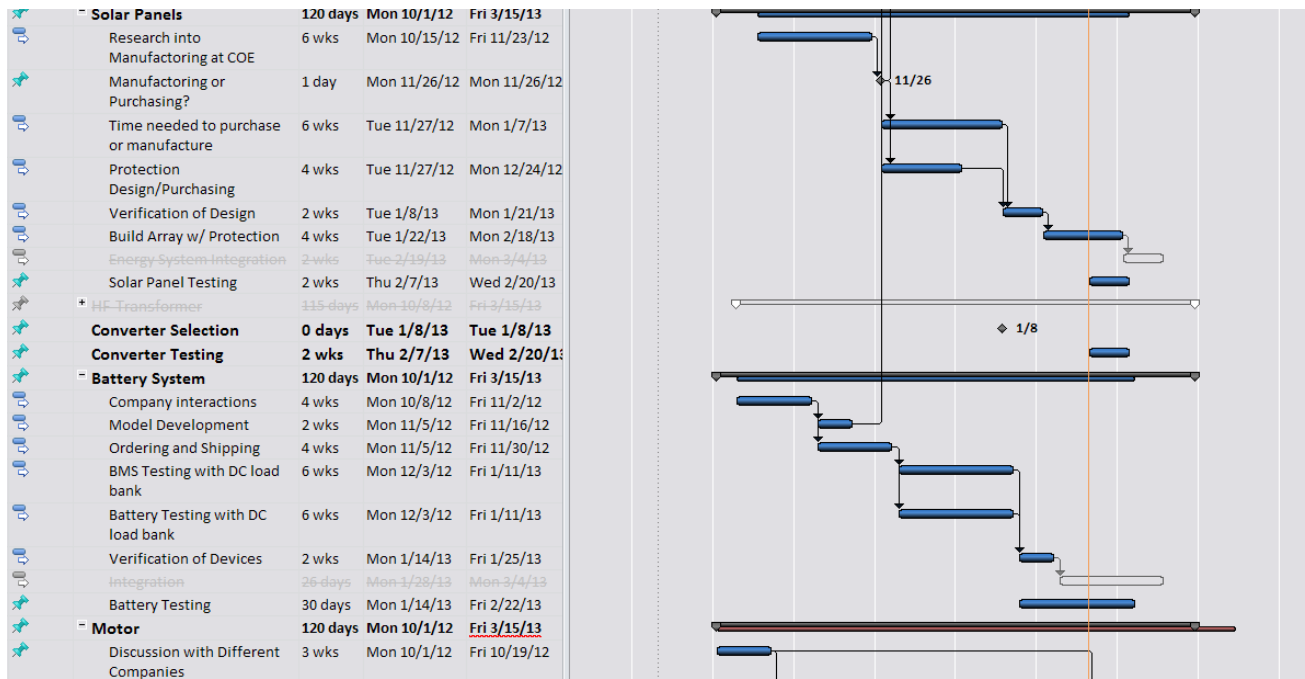 Solar Panels 120 days Mon 10/1/12 Fri 3/15/13
Research into 6 wks Mon 10/15/12 Fri 11/23/12
Manufactoring at COE
Manufactoring or 1 day Mon 11/26/12 Mon 11/26/12 11/26
Purchasing?
Time needed to purchase 6 wks Tue 11/27/12 Mon 1/7/13
or manufacture
Protection 4 wks Tue 11/27/12 Mon 12/24/12
Design/Purchasing
Verification of Design 2 wks Tue 1/8/13 Mon 1/21/13
Build Array w/ Protection 4 wks Tue 1/22/13 Mon 2/18/13
Energy System Integration 2 wks Tue 2/19/13 Mon 3/4/13
Solar Panel Testing 2 wks Thu 2/7/13 Wed 2/20/13
HF Transformer 115 days Mon 10/8/12 Fri 3/15/13
Converter Selection 0 days Tue 1/8/13 Tue 1/8/13 1/8
Converter Testing 2 wks Thu 2/7/13 Wed 2/20/13
Battery System 120 days Mon 10/1/12 Fri 3/15/13
Company interactions 4 wks Mon 10/8/12 Fri 11/2/12
Model Development 2 wks Mon 11/5/12 Fri 11/16/12
Ordering and Shipping 4 wks Mon 11/5/12 Fri 11/30/12
BMS Testing with DC load 6 wks Mon 12/3/12 Fri 1/11/13
bank
Battery Testing with DC 6 wks Mon 12/3/12 Fri 1/11/13
load bank
Verification of Devices 2 wks Mon 1/14/13 Fri 1/25/13
Integration 26 days Mon 1/28/13 Mon 3/4/13
Battery Testing 30 days Mon 1/14/13 Fri 2/22/13
Motor 120 days Mon 10/1/12 Fri 3/15/13
Discussion with Different 3 wks Mon 10/1/12 Fri 10/19/12
Companies